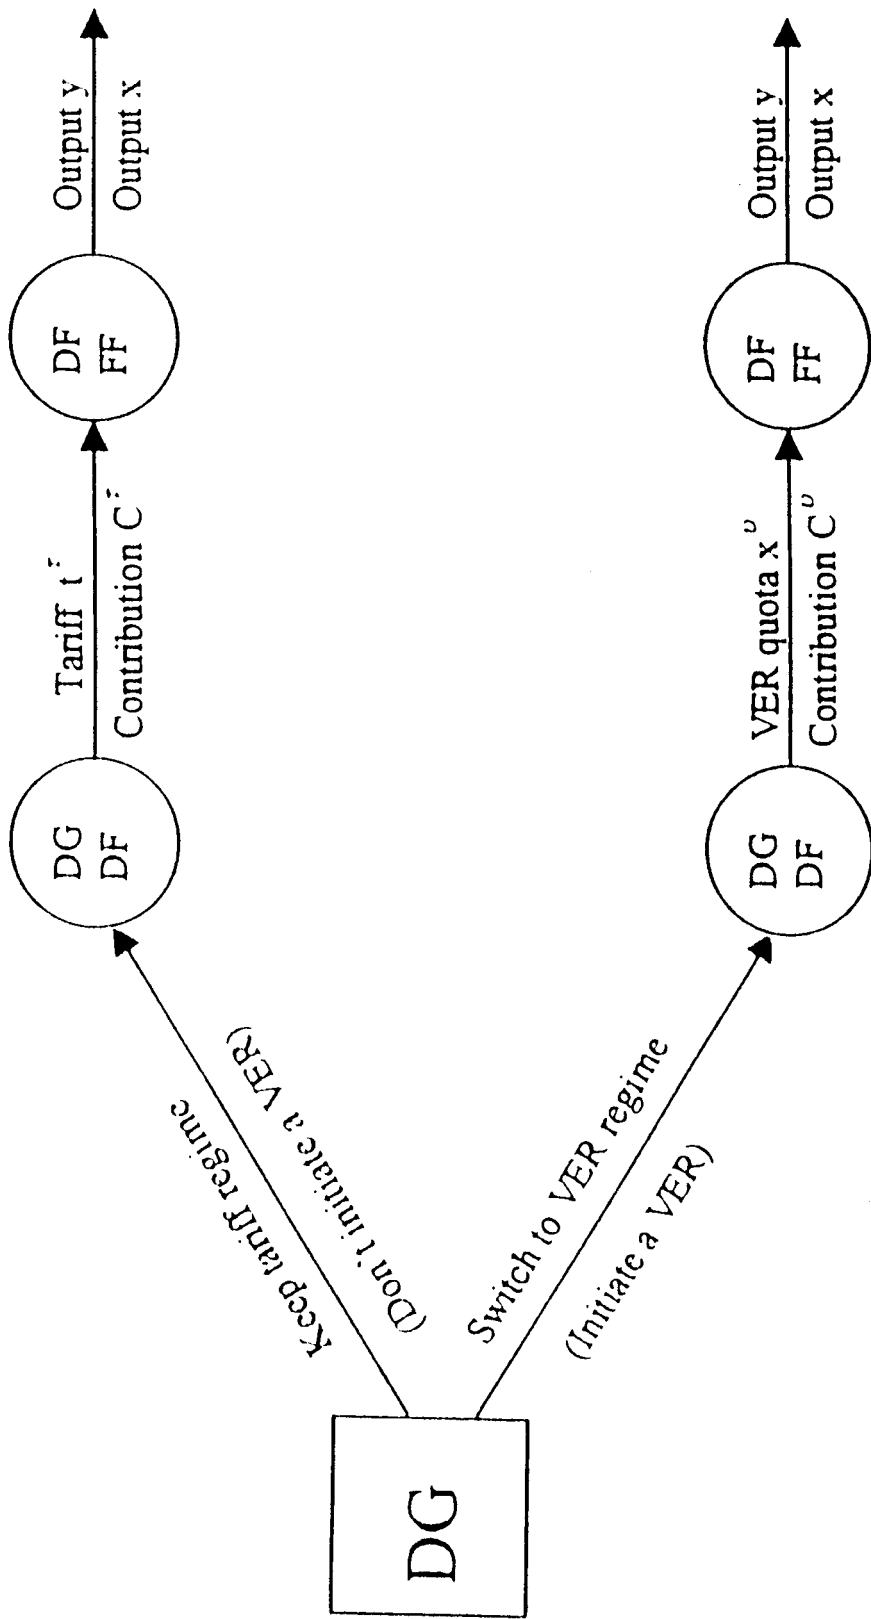 DG
Keep tariff regime
(Don't initiate a VER)
DG
DF
Tariff t
Contribution C
DF
FF
Output y
Output x
Switch to VER regime
(Initiate a VER)
DG
DF
VER quota x^υ
Contribution C^υ
DF
FF
Output y
Output x